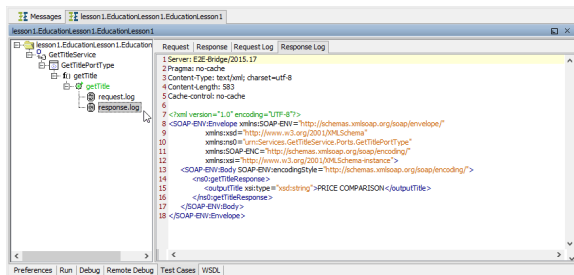 Messages lesson1.EducationLesson1.EducationLesson1
lesson1.EducationLesson1.EducationLesson1
lesson1.EducationLesson1.Education
GetTitleService
GetTitlePortType
f() getTitle
getTitle
request.log
response.log
Request Response Request Log Response Log
1 Server: E2E-Bridge/2015.17
2 Pragma: no-cache
3 Content-Type: text/xml; charset=utf-8
4 Content-Length: 583
5 Cache-control: no-cache
6
7 <?xml version="1.0" encoding="UTF-8"?>
8 <SOAP-ENV:Envelope xmlns:SOAP-ENV="http://schemas.xmlsoap.org/soap/envelope/"
9 xmlns:xsd="http://www.w3.org/2001/XMLSchema"
10 xmlns:ns0="urn:Services.GetTitleService.Ports.GetTitlePortType"
11 xmlns:SOAP-ENC="http://schemas.xmlsoap.org/soap/encoding/"
12 xmlns:xsi="http://www.w3.org/2001/XMLSchema-instance">
13 <SOAP-ENV:Body SOAP-ENV:encodingStyle="http://schemas.xmlsoap.org/soap/encoding/">
14 <ns0:getTitleResponse>
15 <outputTitle xsi:type="xsd:string">PRICE COMPARISON</outputTitle>
16 </ns0:getTitleResponse>
17 </SOAP-ENV:Body>
18 </SOAP-ENV:Envelope>
Preferences Run Debug Remote Debug Test Cases WSDL